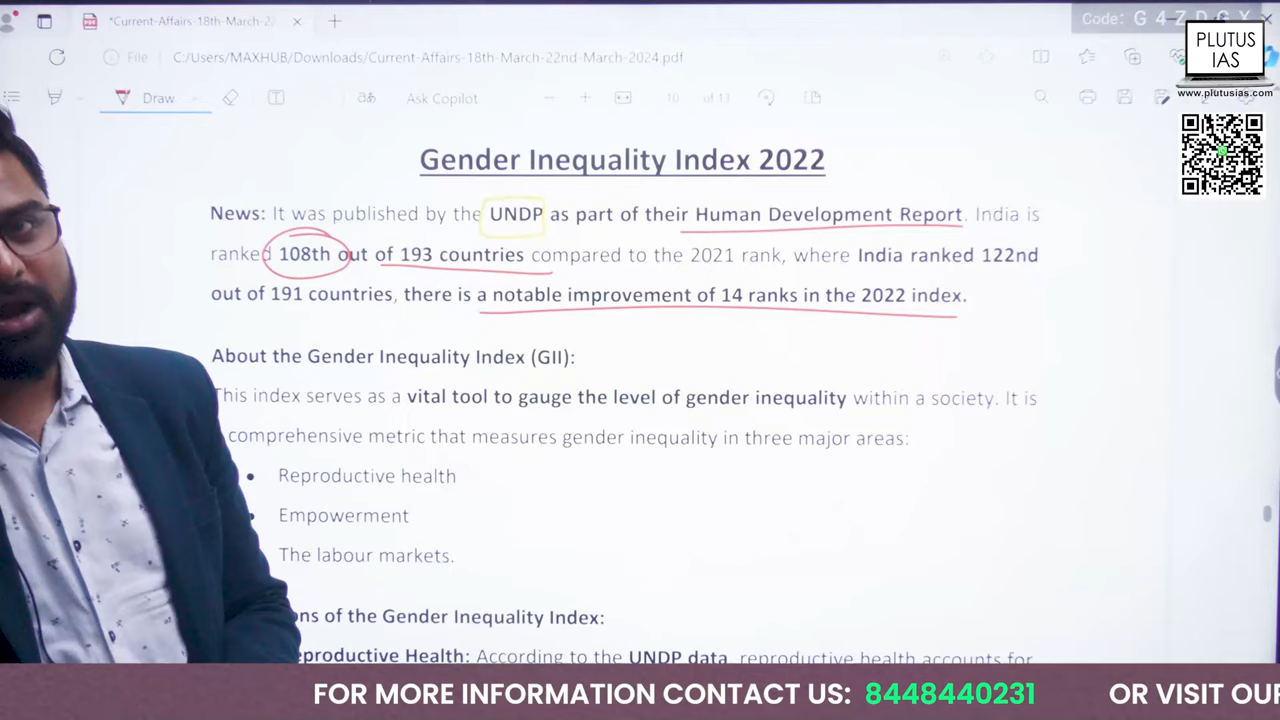 *Current-Affairs-18th-March-2
Code: G 4 Z D G X
PLUTUS
IAS
www.plutusias.com
File
C:/Users/MAXHUB/Downloads/Current-Affairs-18th-March-22nd-March-2024.pdf
Draw
Ask Copilot
10 of 13
Gender Inequality Index 2022
News: It was published by the UNDP as part of their Human Development Report. India is
ranked 108th out of 193 countries compared to the 2021 rank, where India ranked 122nd
out of 191 countries, there is a notable improvement of 14 ranks in the 2022 index.
About the Gender Inequality Index (GII):
This index serves as a vital tool to gauge the level of gender inequality within a society. It is
comprehensive metric that measures gender inequality in three major areas:
• Reproductive health
Empowerment
The labour markets.
ons of the Gender Inequality Index:
eproductive Health: According to the UNDP data, reproductive health accounts for
FOR MORE INFORMATION CONTACT US: 8448440231 OR VISIT OUR